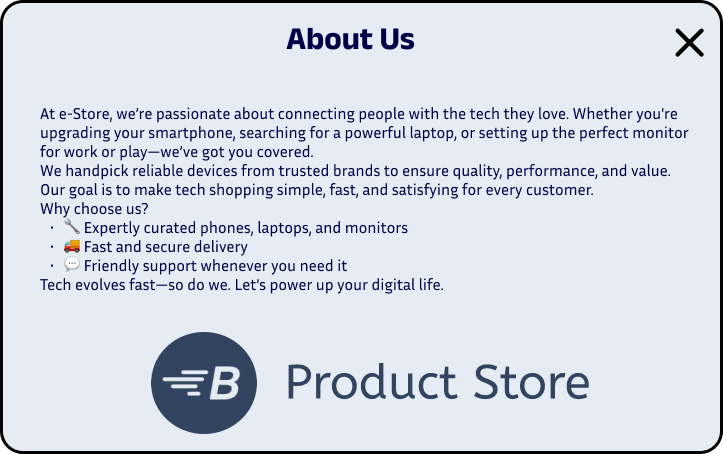 About Us
At e-Store, we’re passionate about connecting people with the tech they love. Whether you're
upgrading your smartphone, searching for a powerful laptop, or setting up the perfect monitor
for work or play—we’ve got you covered.
We handpick reliable devices from trusted brands to ensure quality, performance, and value.
Our goal is to make tech shopping simple, fast, and satisfying for every customer.
Why choose us?
· 🔧 Expertly curated phones, laptops, and monitors
· 🚚 Fast and secure delivery
· 💬 Friendly support whenever you need it
Tech evolves fast—so do we. Let’s power up your digital life.
B Product Store